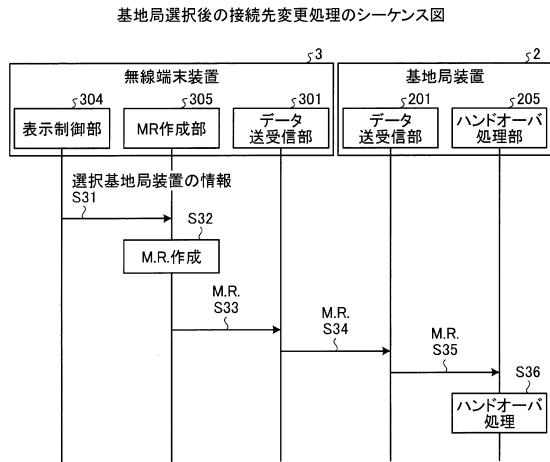 基地局選択後の接続先変更処理のシーケンス図
3
2
無線端末装置
基地局装置
304
305
301
201
205
表示制御部
MR作成部
データ
送受信部
データ
送受信部
ハンドオーバ
処理部
選択基地局装置の情報
S31
S32
M.R.作成
M.R.
S33
M.R.
S34
M.R.
S35
S36
ハンドオーバ
処理